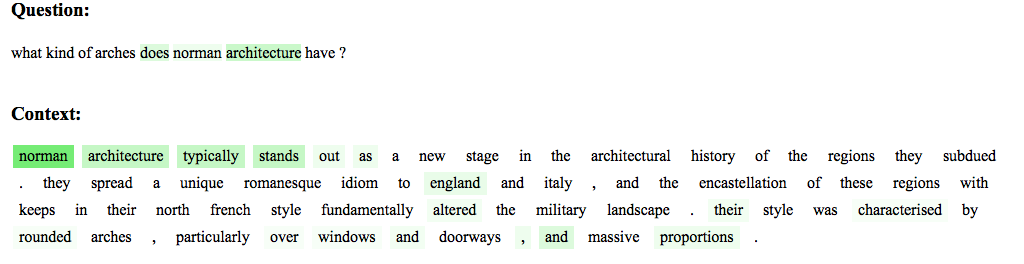 Question:
what kind of arches does norman architecture have ?
Context:
norman architecture typically stands out as a new stage in the architectural history of the regions they subdued
. they spread a unique romanesque idiom to england and italy , and the encastellation of these regions with
keeps in their north french style fundamentally altered the military landscape . their style was characterised by
rounded arches , particularly over windows and doorways , and massive proportions .